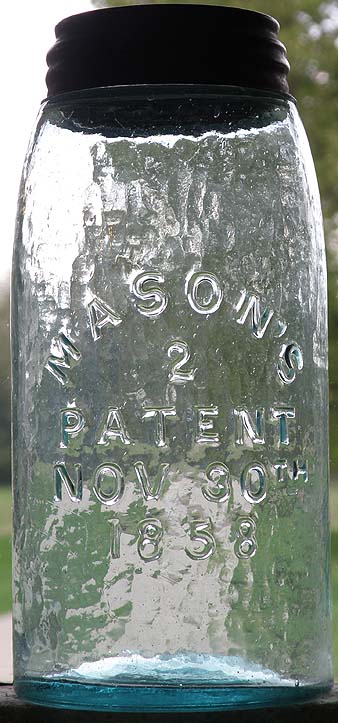 MASON'S
2
PATENT
NOV 30TH
1858